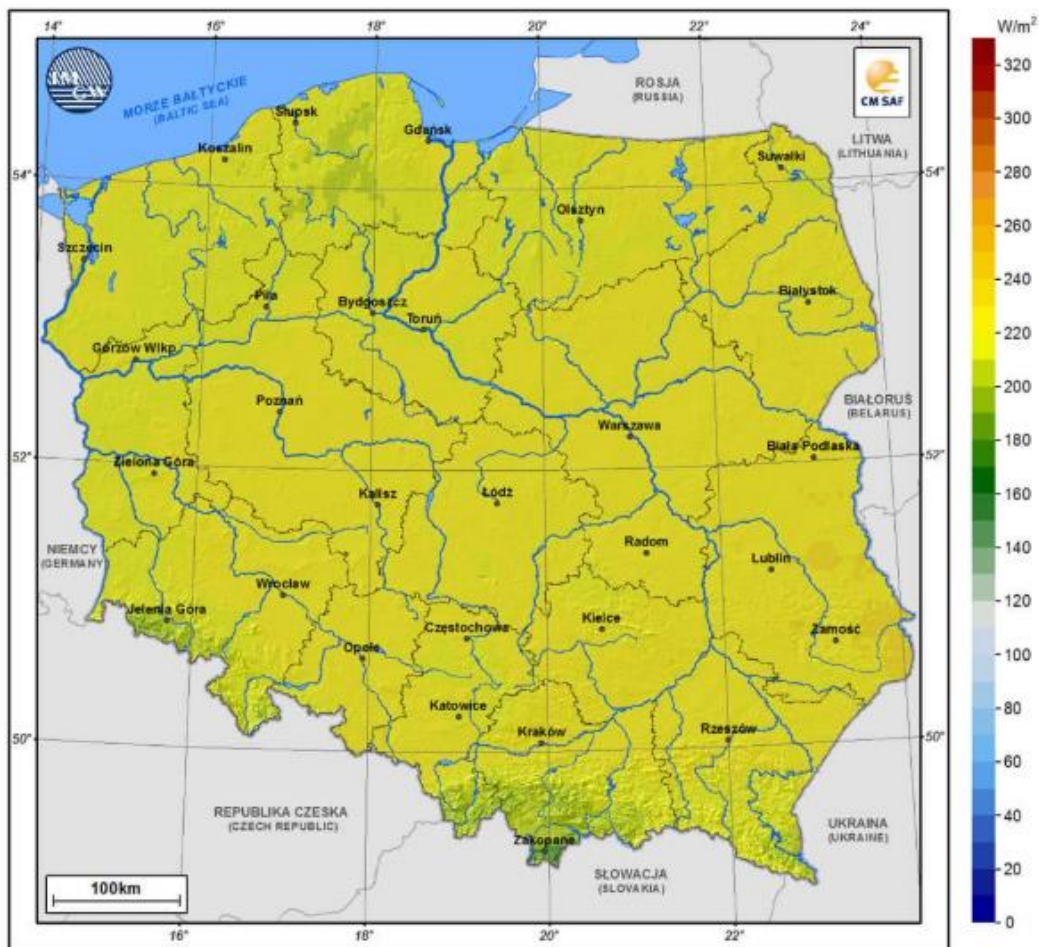 14° 16° 18° 20° 22° 24°
W/m²
IM
GW
MORZE BAŁTYCKIE
(BALTIC SEA)
ROSJA
(RUSSIA)
CM SAF
LITWA
(LITHUANIA)
320
300
280
260
240
220
200
180
160
140
120
100
80
60
40
20
0
Słupsk
Gdańsk
Koszalin
Suwałki
54° 54°
Olsztyn
Szczecin
Piła
Bydgoszcz
Toruń
Białystok
Gorzów Wlkp
Poznań
BIAŁORUŚ
(BELARUS)
Warszawa
Biała Podlaska
52° 52°
Zielona Góra
Kalisz
Łódź
NIEMCY
(GERMANY)
Radom
Lublin
Wrocław
Jelenia Góra
Częstochowa
Kielce
Zamość
Opole
Katowice
Kraków
Rzeszów
50° 50°
REPUBLIKA CZESKA
(CZECH REPUBLIC)
Zakopane
UKRAINA
(UKRAINE)
SŁOWACJA
(SLOVAKIA)
100km
16° 18° 20° 22°